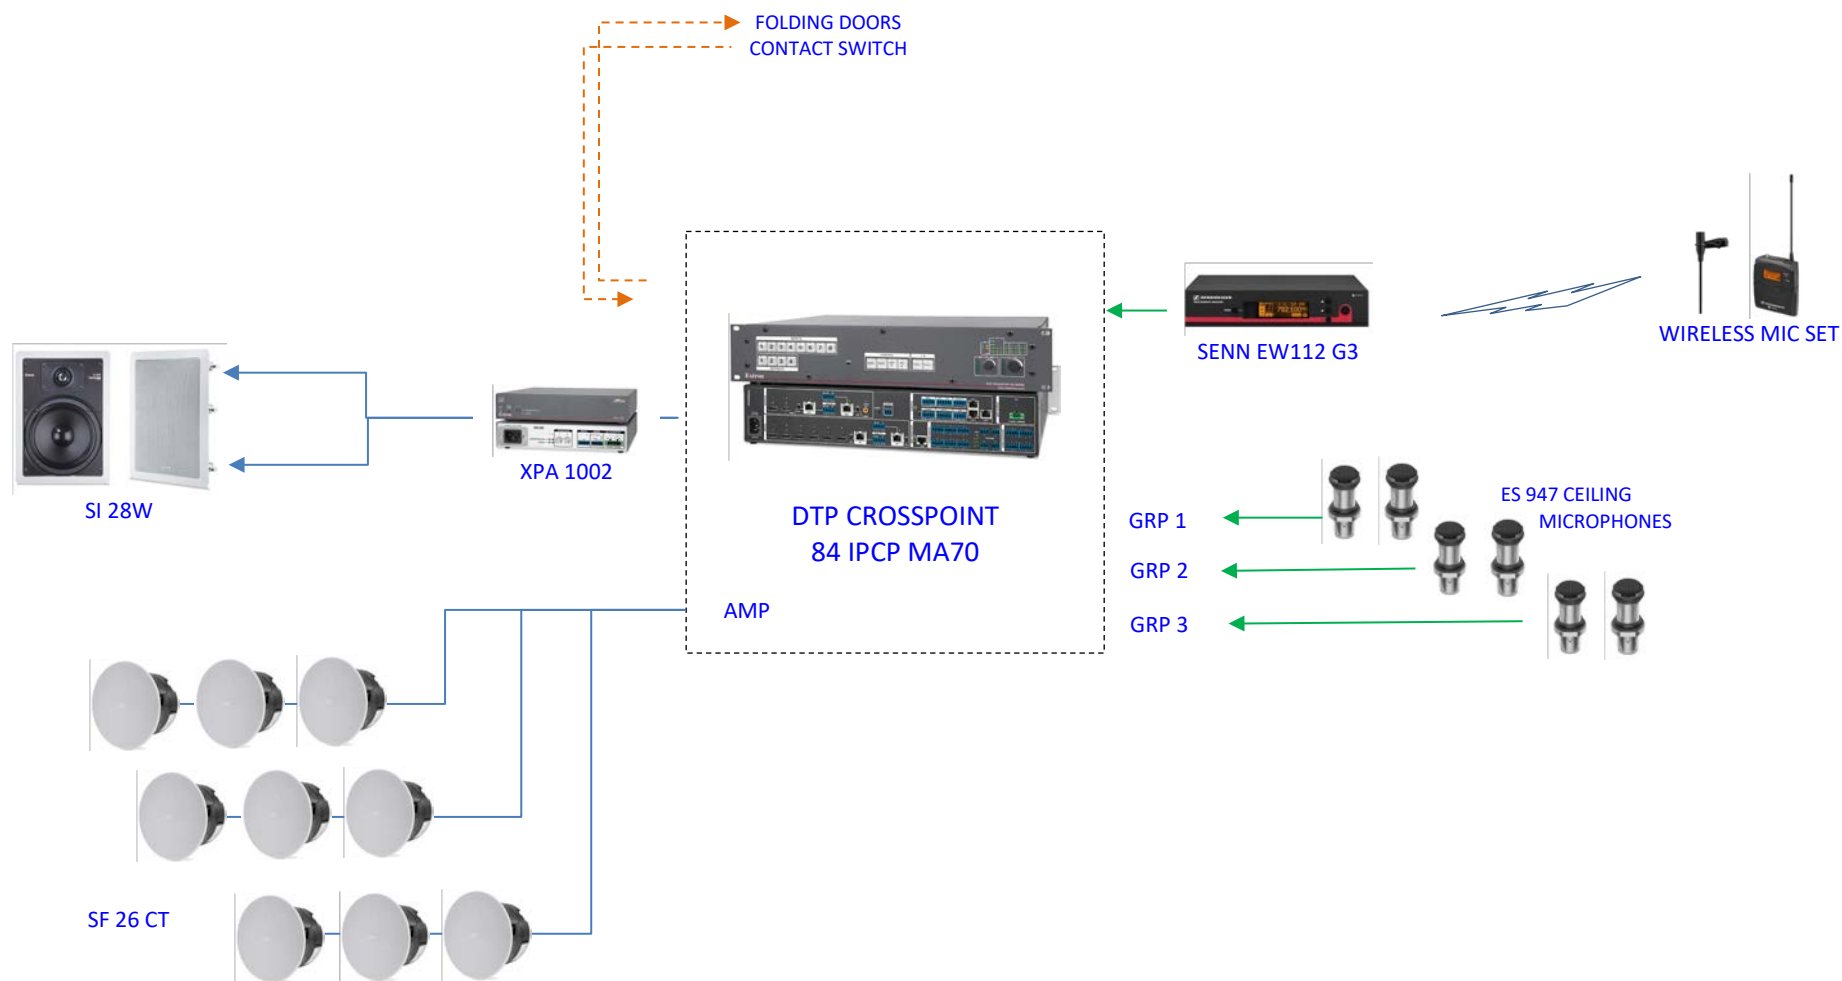 FOLDING DOORS
CONTACT SWITCH
SENN EW112 G3
WIRELESS MIC SET
SI 28W
XPA 1002
DTP CROSSPOINT
84 IPCP MA70
ES 947 CEILING
MICROPHONES
GRP 1
GRP 2
GRP 3
AMP
SF 26 CT